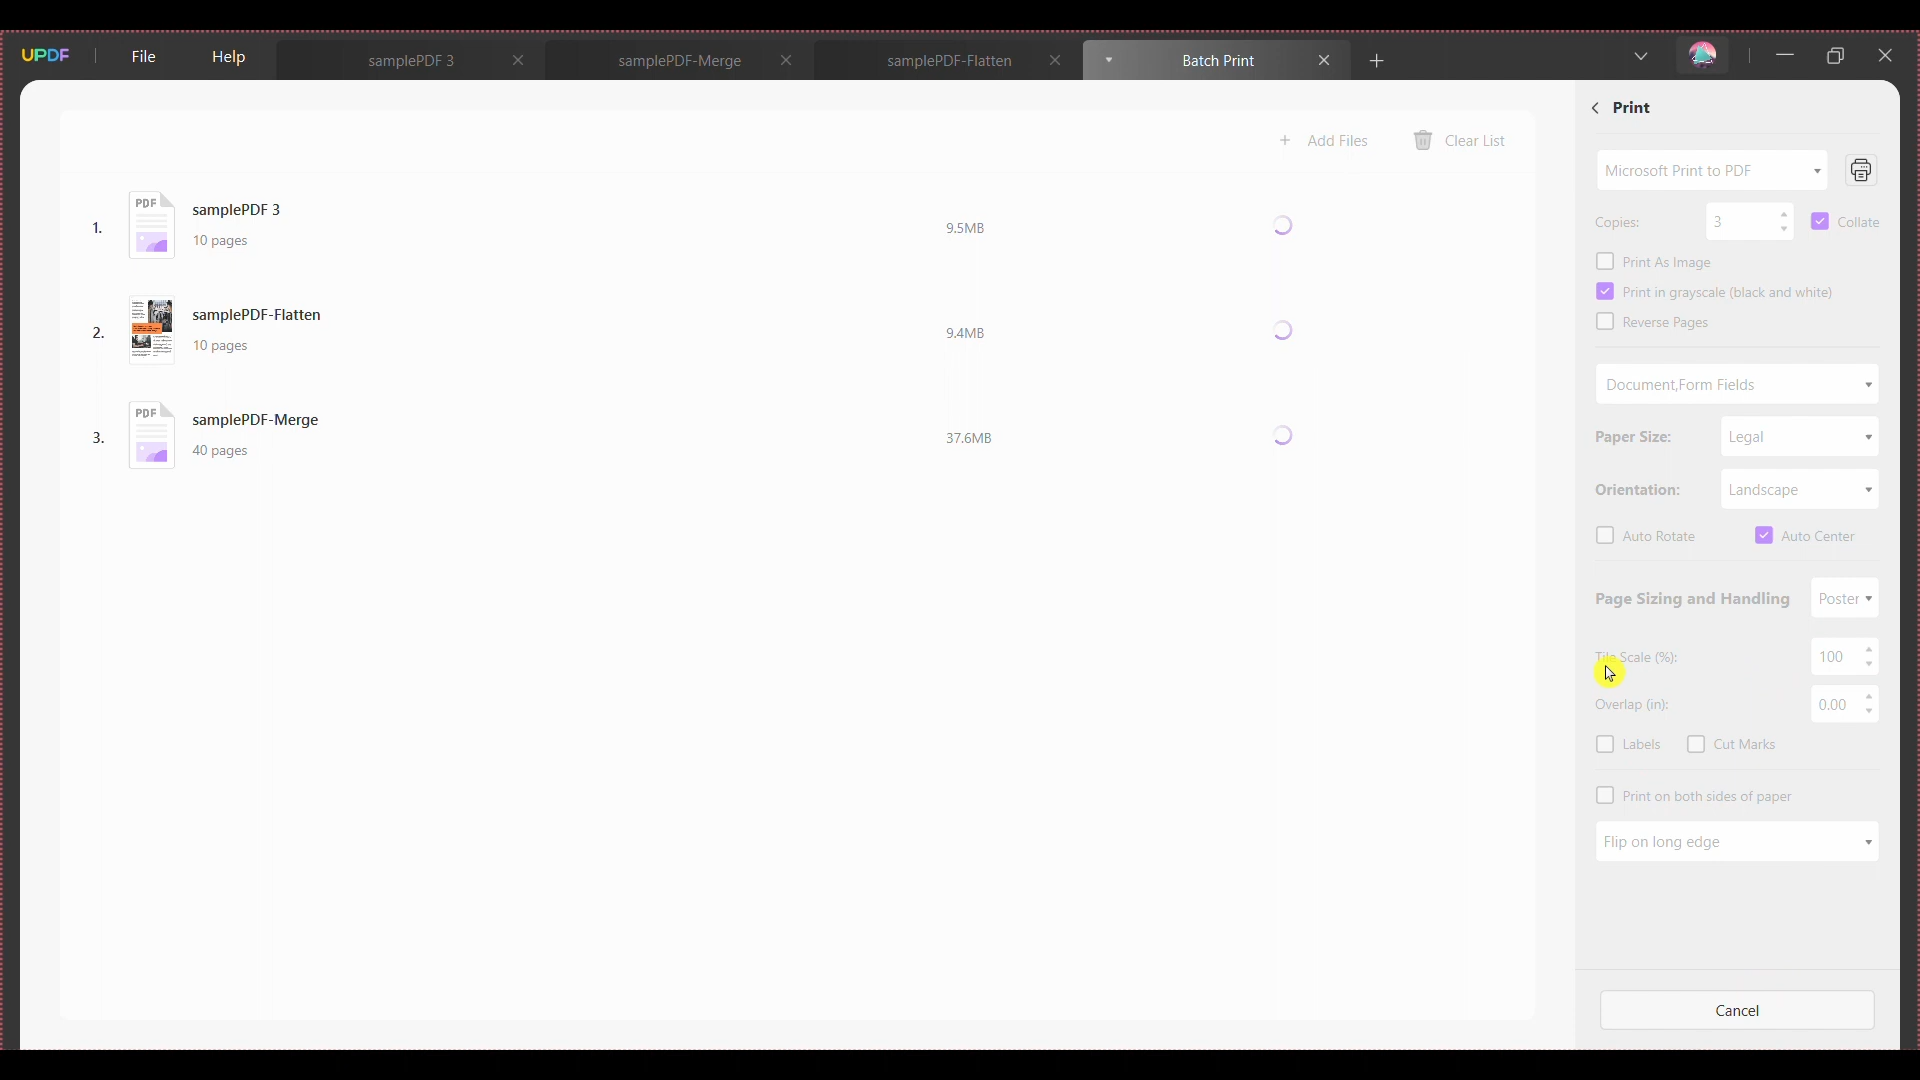 UPDF File Help samplePDF 3 samplePDF-Merge samplePDF-Flatten Batch Print
Print
+ Add Files Clear List
Microsoft Print to PDF
PDF
samplePDF 3
Copies: 3 Collate
1. 9.5MB
10 pages
Print As Image
Print in grayscale (black and white)
samplePDF-Flatten
Reverse Pages
2. 9.4MB
10 pages
Document,Form Fields
PDF
samplePDF-Merge
3. 37.6MB
Paper Size: Legal
40 pages
Orientation: Landscape
Auto Rotate Auto Center
Page Sizing and Handling Poster
Tile Scale (%): 100
Overlap (in): 0.00
Labels Cut Marks
Print on both sides of paper
Flip on long edge
Cancel